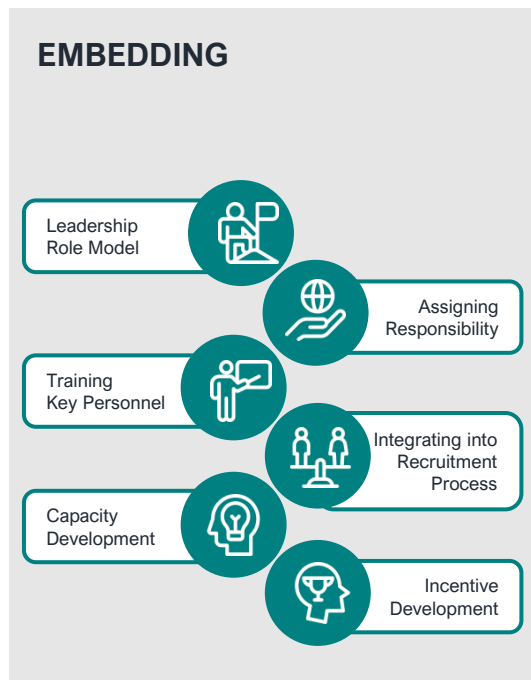 EMBEDDING
Leadership
Role Model
Assigning
Responsibility
Training
Key Personnel
Integrating into
Recruitment
Process
Capacity
Development
Incentive
Development